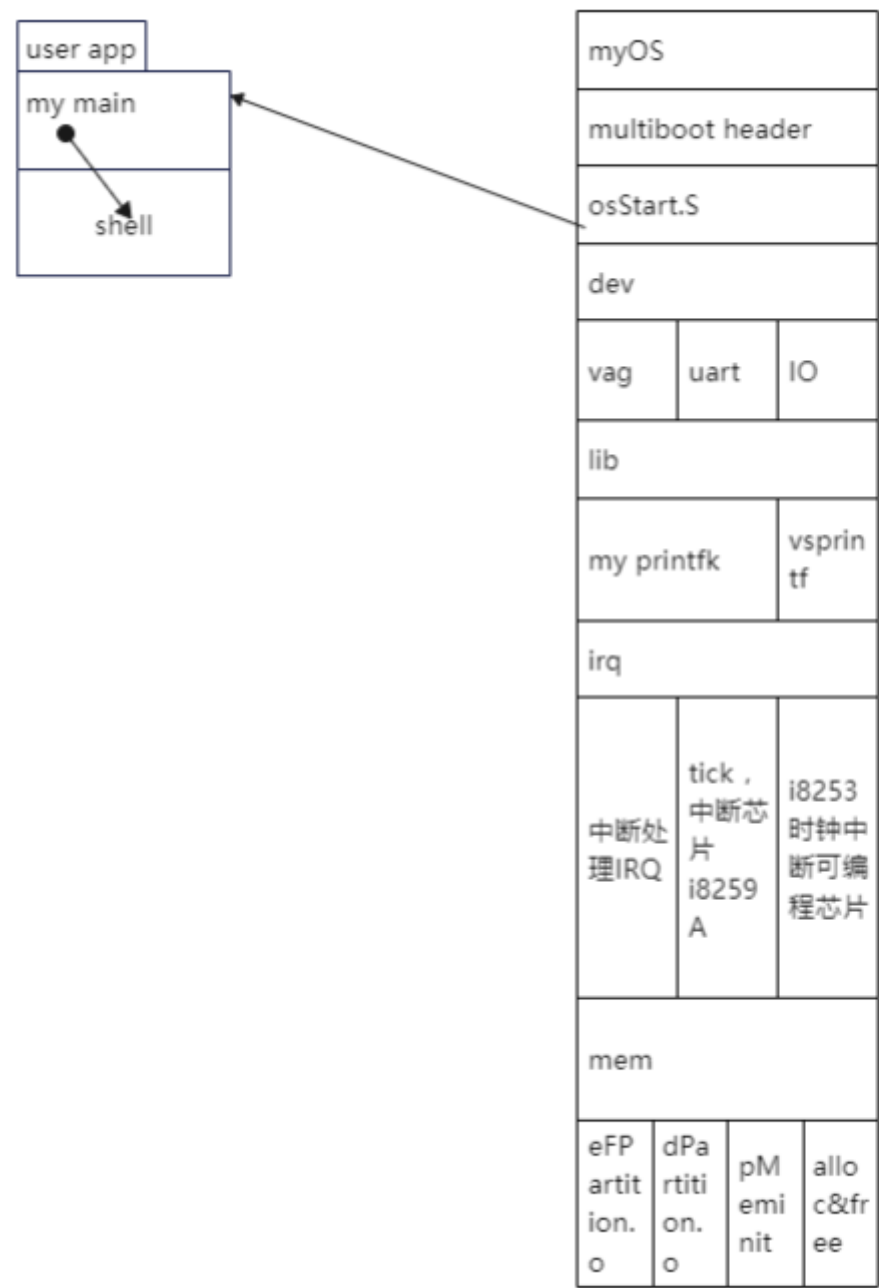 user app
my main
shell
myOS
multiboot header
osStart.S
dev
vag
uart
IO
lib
my printfk
vsprin
tf
irq
中断处
理IRQ
tick，
中断芯
片
i8259
A
i8253
时钟中
断可编
程芯片
mem
eFP
artit
ion.
o
dPa
rtiti
on.
o
pM
emi
nit
allo
c&fr
ee